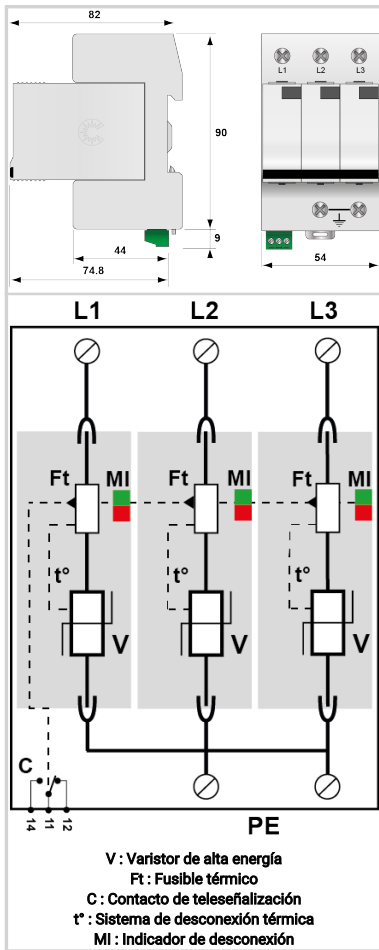 82
L1 L2 L3
90
9
44
74.8
54
L1 L2 L3
Ft MI Ft MI Ft MI
t° t° t°
V V V
C
14 11 12
PE
V : Varistor de alta energía
Ft : Fusible térmico
C : Contacto de teleseñalización
t° : Sistema de desconexión térmica
MI : Indicador de desconexión